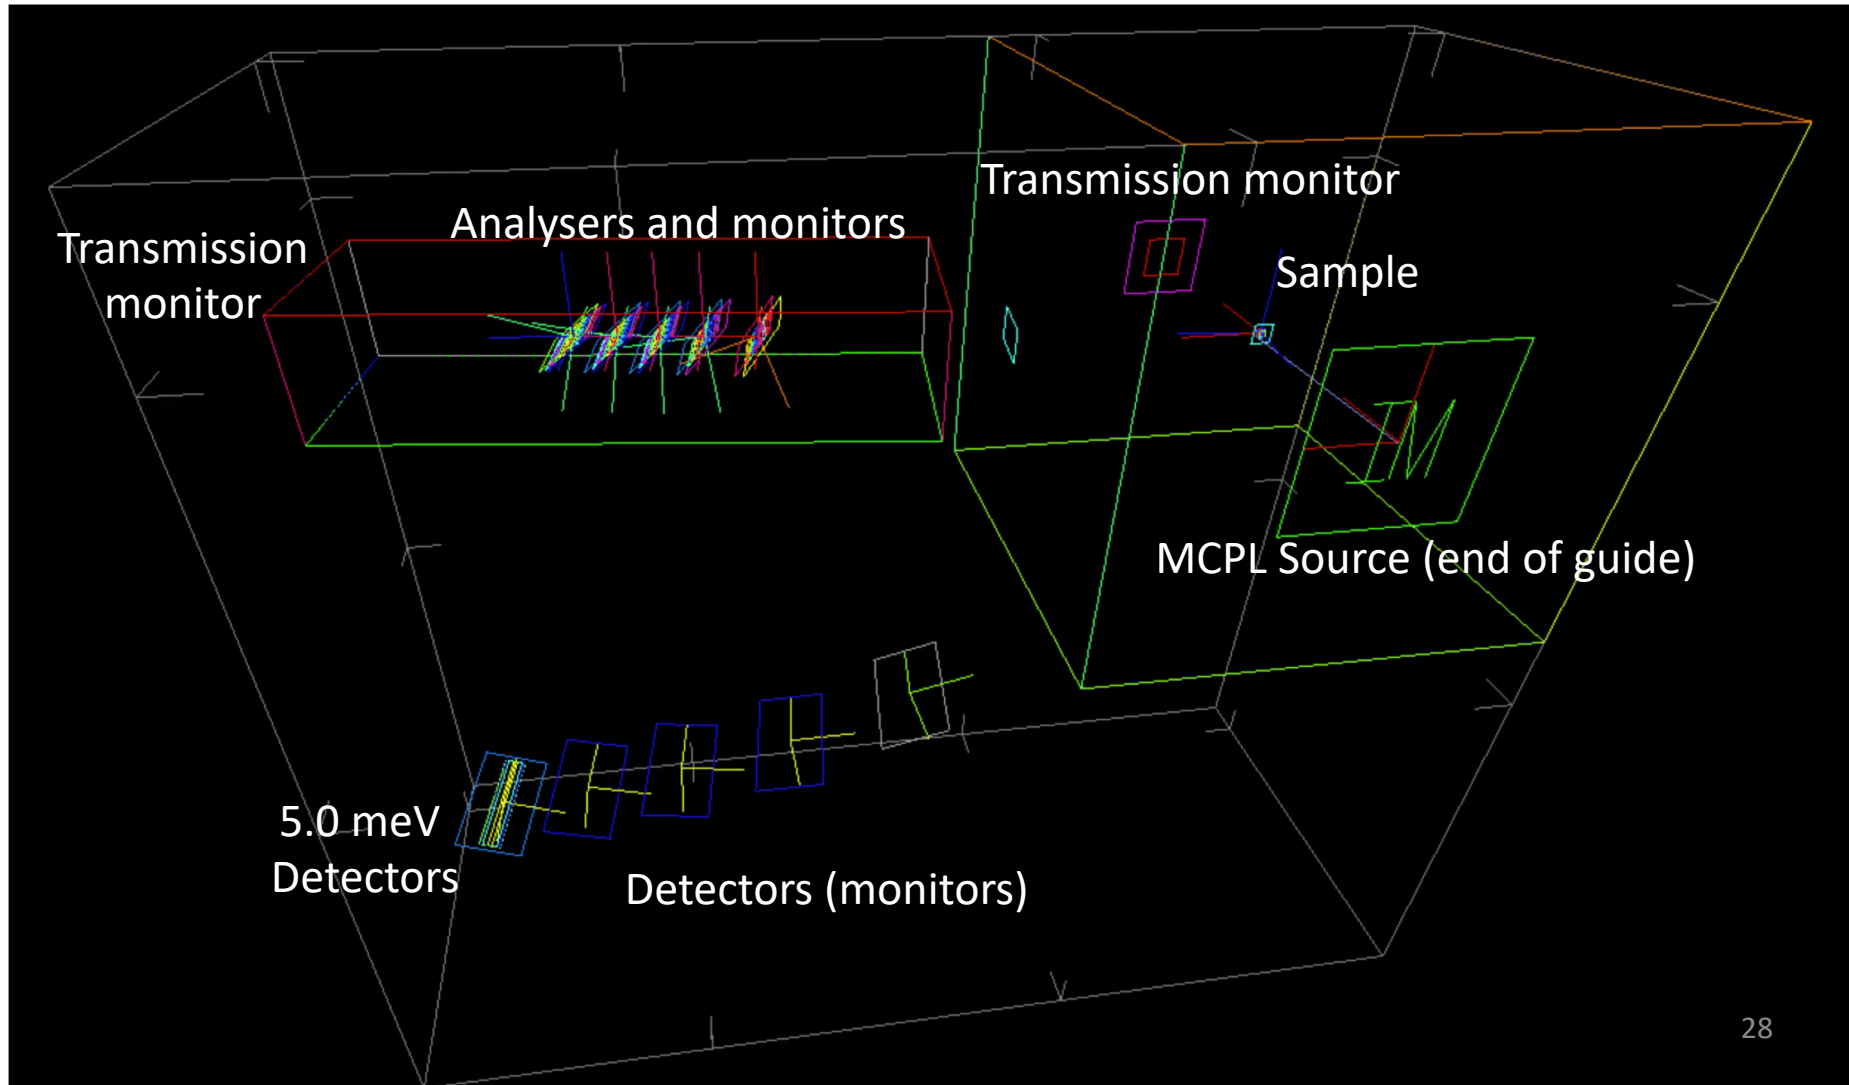 Transmission monitor
Analysers and monitors
Transmission
monitor
Sample
MCPL Source (end of guide)
5.0 meV
Detectors
Detectors (monitors)
28